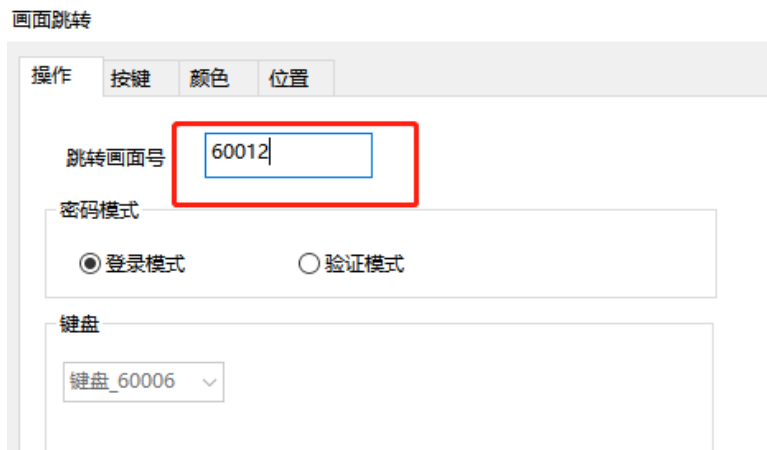 画面跳转
操作 按键 颜色 位置
跳转画面号 60012
密码模式
登录模式 验证模式
键盘
键盘_60006